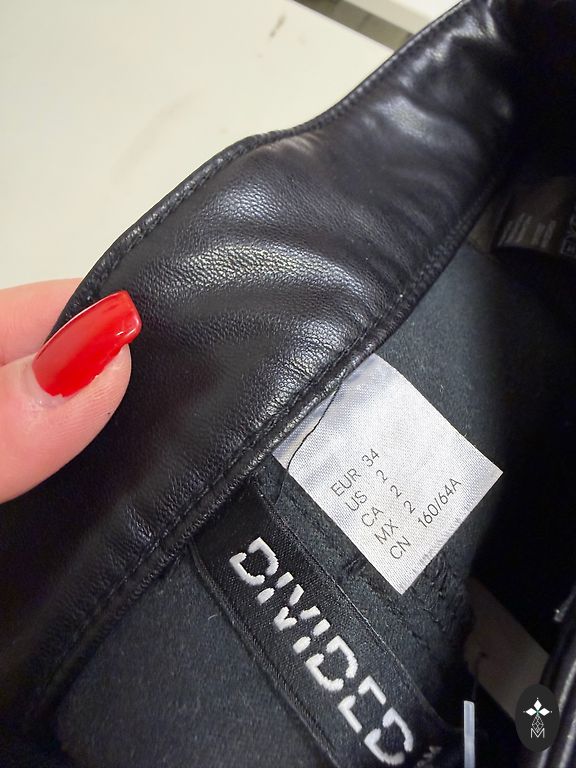 EUR 34
US 2
CA 2
MX 2
CN 160/64A
DIVIDED
M